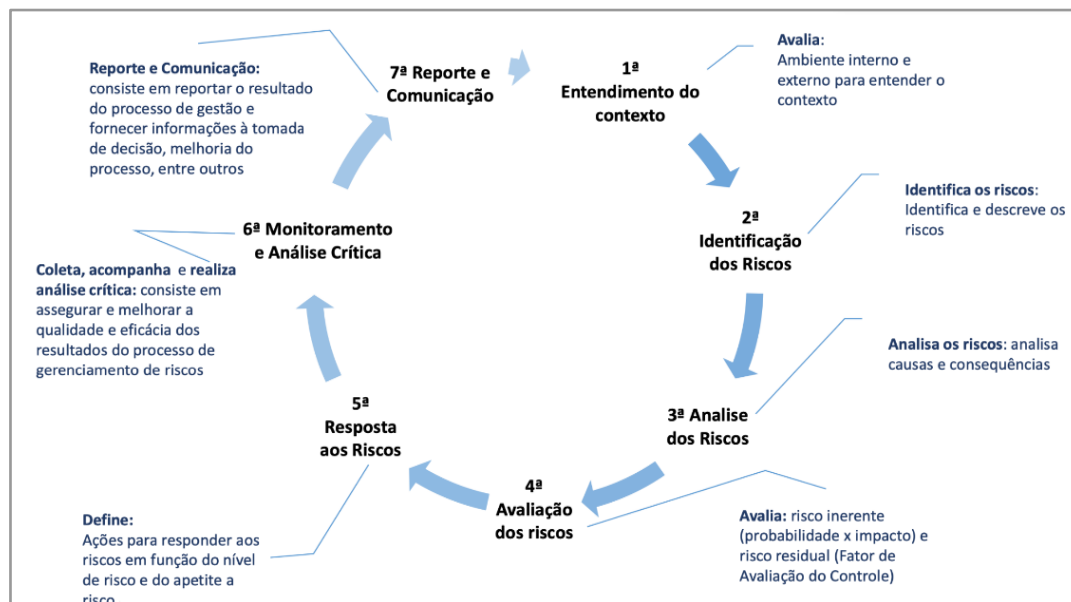 1ª
Entendimento do
contexto
Avalia:
Ambiente interno e
externo para entender o
contexto
2ª
Identificação
dos Riscos
Identifica os riscos:
Identifica e descreve os
riscos
3ª Analise
dos Riscos
Analisa os riscos: analisa
causas e consequências
4ª
Avaliação
dos riscos
Avalia: risco inerente
(probabilidade x impacto) e
risco residual (Fator de
Avaliação do Controle)
5ª
Resposta
aos Riscos
Define:
Ações para responder aos
riscos em função do nível
de risco e do apetite a
risco
6ª Monitoramento
e Análise Crítica
Coleta, acompanha e realiza
análise crítica: consiste em
assegurar e melhorar a
qualidade e eficácia dos
resultados do processo de
gerenciamento de riscos
7ª Reporte e
Comunicação
Reporte e Comunicação:
consiste em reportar o resultado
do processo de gestão e
fornecer informações à tomada
de decisão, melhoria do
processo, entre outros